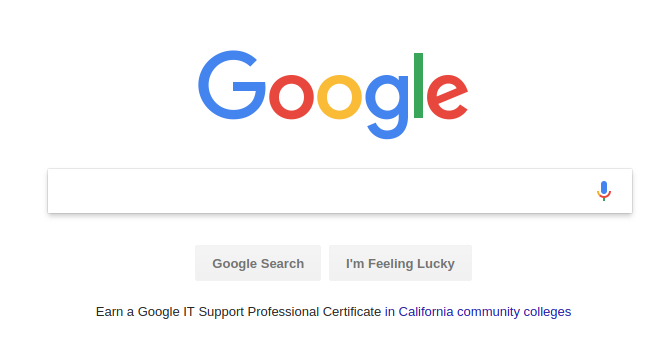 Google
Google Search
I'm Feeling Lucky
Earn a Google IT Support Professional Certificate in California community colleges